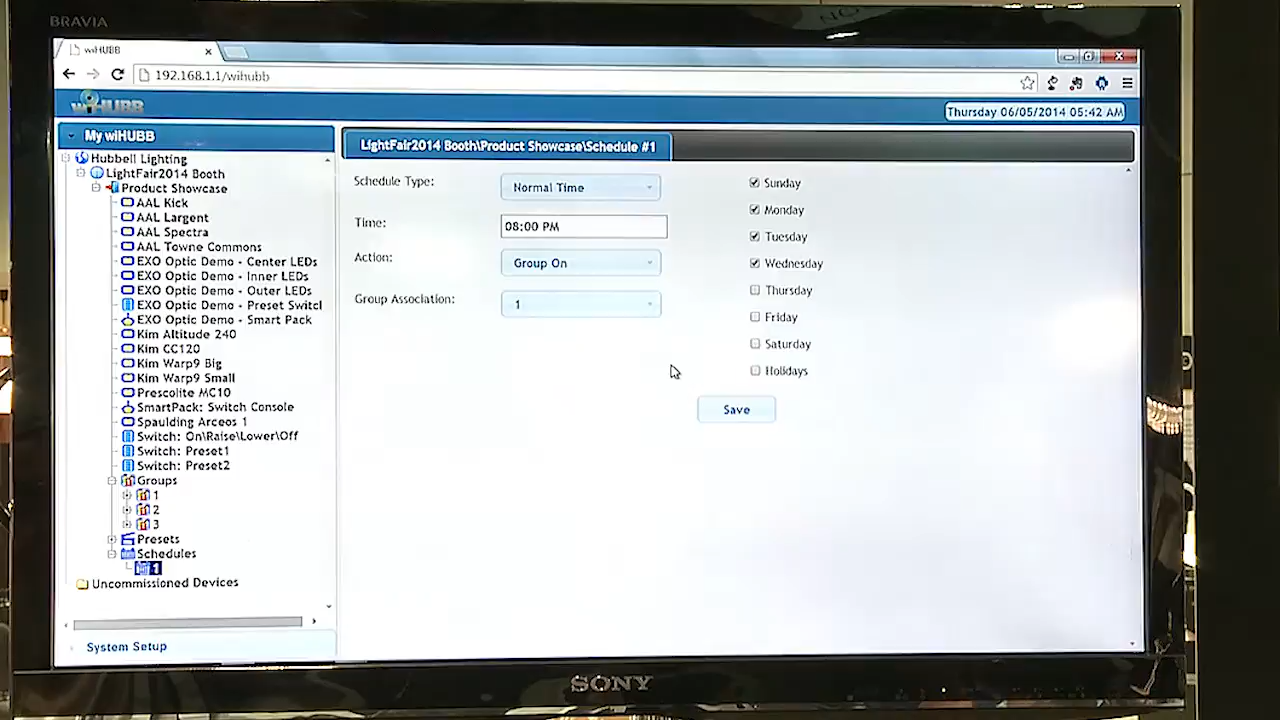 BRAVIA
wiHUBB
192.168.1.1/wihubb
wiHUBB
Thursday 06/05/2014 05:42 AM
My wiHUBB
LightFair2014 Booth\Product Showcase\Schedule #1
Hubbell Lighting
LightFair2014 Booth
Product Showcase
AAL Kick
AAL Largent
AAL Spectra
AAL Towne Commons
EXO Optic Demo - Center LEDs
EXO Optic Demo - Inner LEDs
EXO Optic Demo - Outer LEDs
EXO Optic Demo - Preset Switcl
EXO Optic Demo - Smart Pack
Kim Altitude 240
Kim CC120
Kim Warp9 Big
Kim Warp9 Small
Prescolite MC10
SmartPack: Switch Console
Spaulding Arceos 1
Switch: On\Raise\Lower\Off
Switch: Preset1
Switch: Preset2
Groups
1
2
3
Presets
Schedules
1
Uncommissioned Devices
System Setup
Schedule Type:
Normal Time
Time:
08:00 PM
Action:
Group On
Group Association:
1
Sunday
Monday
Tuesday
Wednesday
Thursday
Friday
Saturday
Holidays
Save
SONY